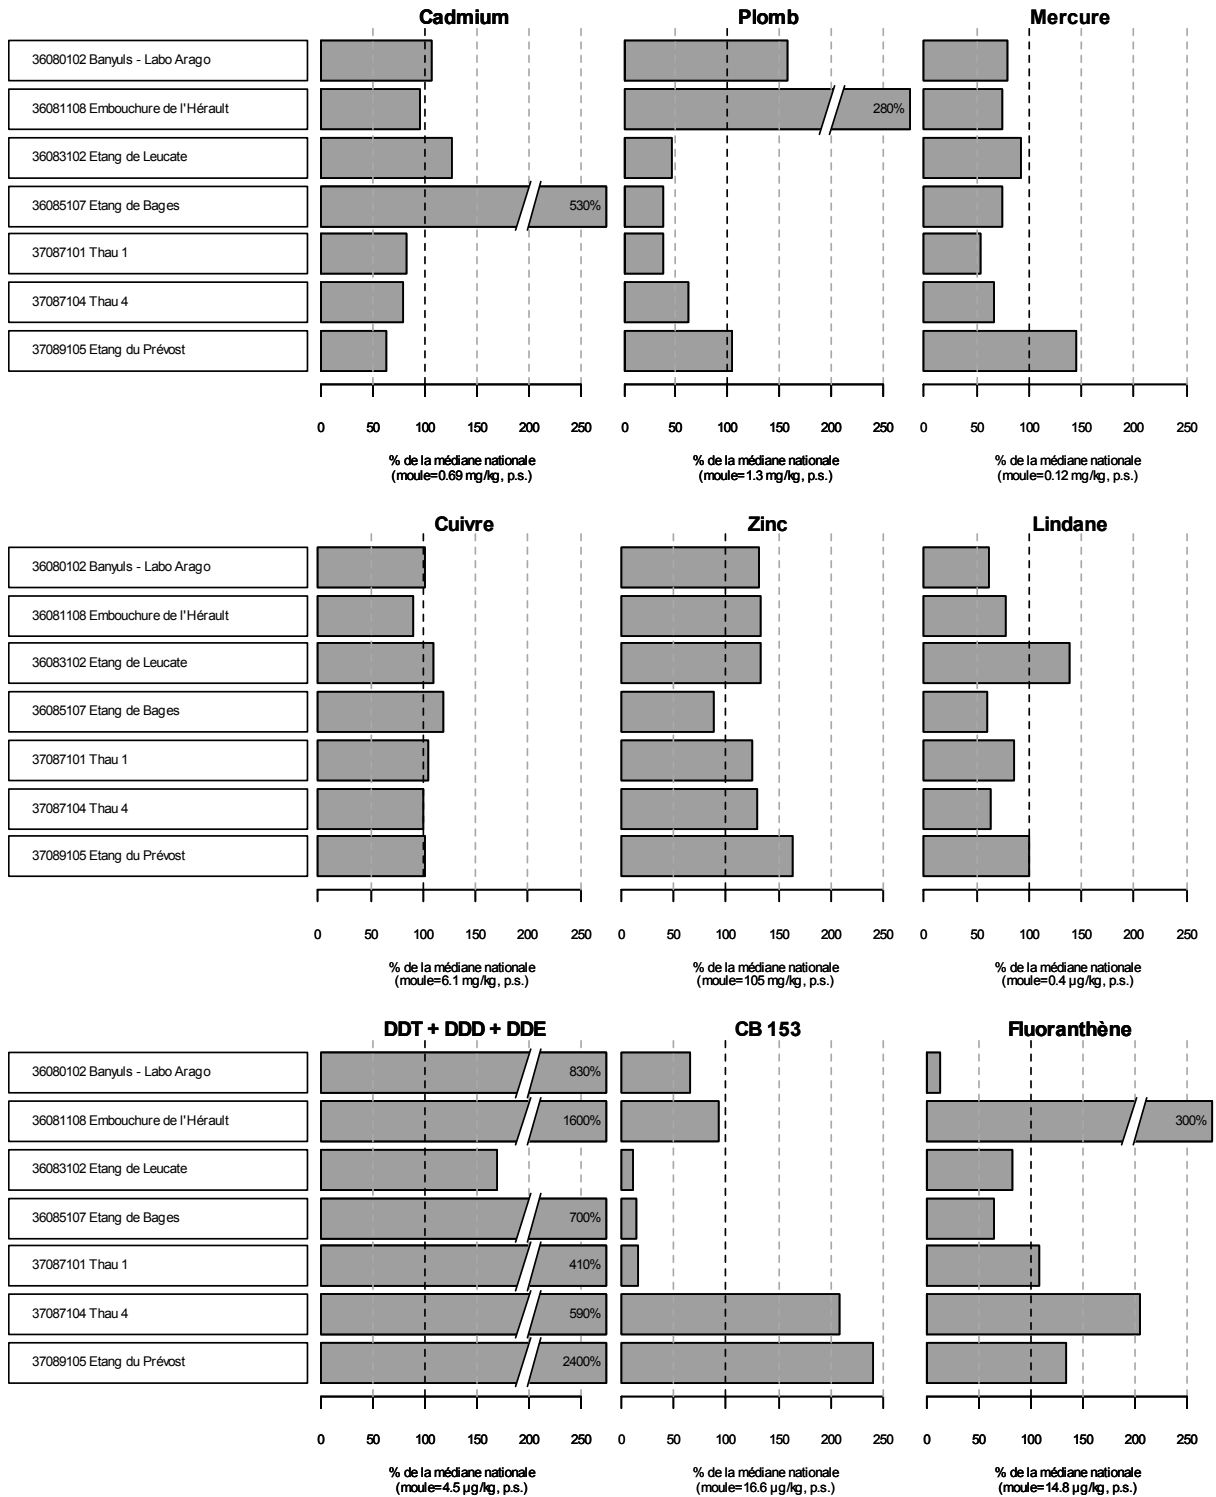 Cadmium Plomb Mercure
36080102 Banyuls - Labo Arago
36081108 Embouchure de l'Hérault 280%
36083102 Etang de Leucate
36085107 Etang de Bages 530%
37087101 Thau 1
37087104 Thau 4
37089105 Etang du Prévost
0 50 100 150 200 250 0 50 100 150 200 250 0 50 100 150 200 250
% de la médiane nationale % de la médiane nationale % de la médiane nationale
(moule=0.69 mg/kg, p.s.) (moule=1.3 mg/kg, p.s.) (moule=0.12 mg/kg, p.s.)
Cuivre Zinc Lindane
36080102 Banyuls - Labo Arago
36081108 Embouchure de l'Hérault
36083102 Etang de Leucate
36085107 Etang de Bages
37087101 Thau 1
37087104 Thau 4
37089105 Etang du Prévost
0 50 100 150 200 250 0 50 100 150 200 250 0 50 100 150 200 250
% de la médiane nationale % de la médiane nationale % de la médiane nationale
(moule=6.1 mg/kg, p.s.) (moule=105 mg/kg, p.s.) (moule=0.4 µg/kg, p.s.)
DDT + DDD + DDE CB 153 Fluoranthène
36080102 Banyuls - Labo Arago 830%
36081108 Embouchure de l'Hérault 1600% 300%
36083102 Etang de Leucate
36085107 Etang de Bages 700%
37087101 Thau 1 410%
37087104 Thau 4 590%
37089105 Etang du Prévost 2400%
0 50 100 150 200 250 0 50 100 150 200 250 0 50 100 150 200 250
% de la médiane nationale % de la médiane nationale % de la médiane nationale
(moule=4.5 µg/kg, p.s.) (moule=16.6 µg/kg, p.s.) (moule=14.8 µg/kg, p.s.)